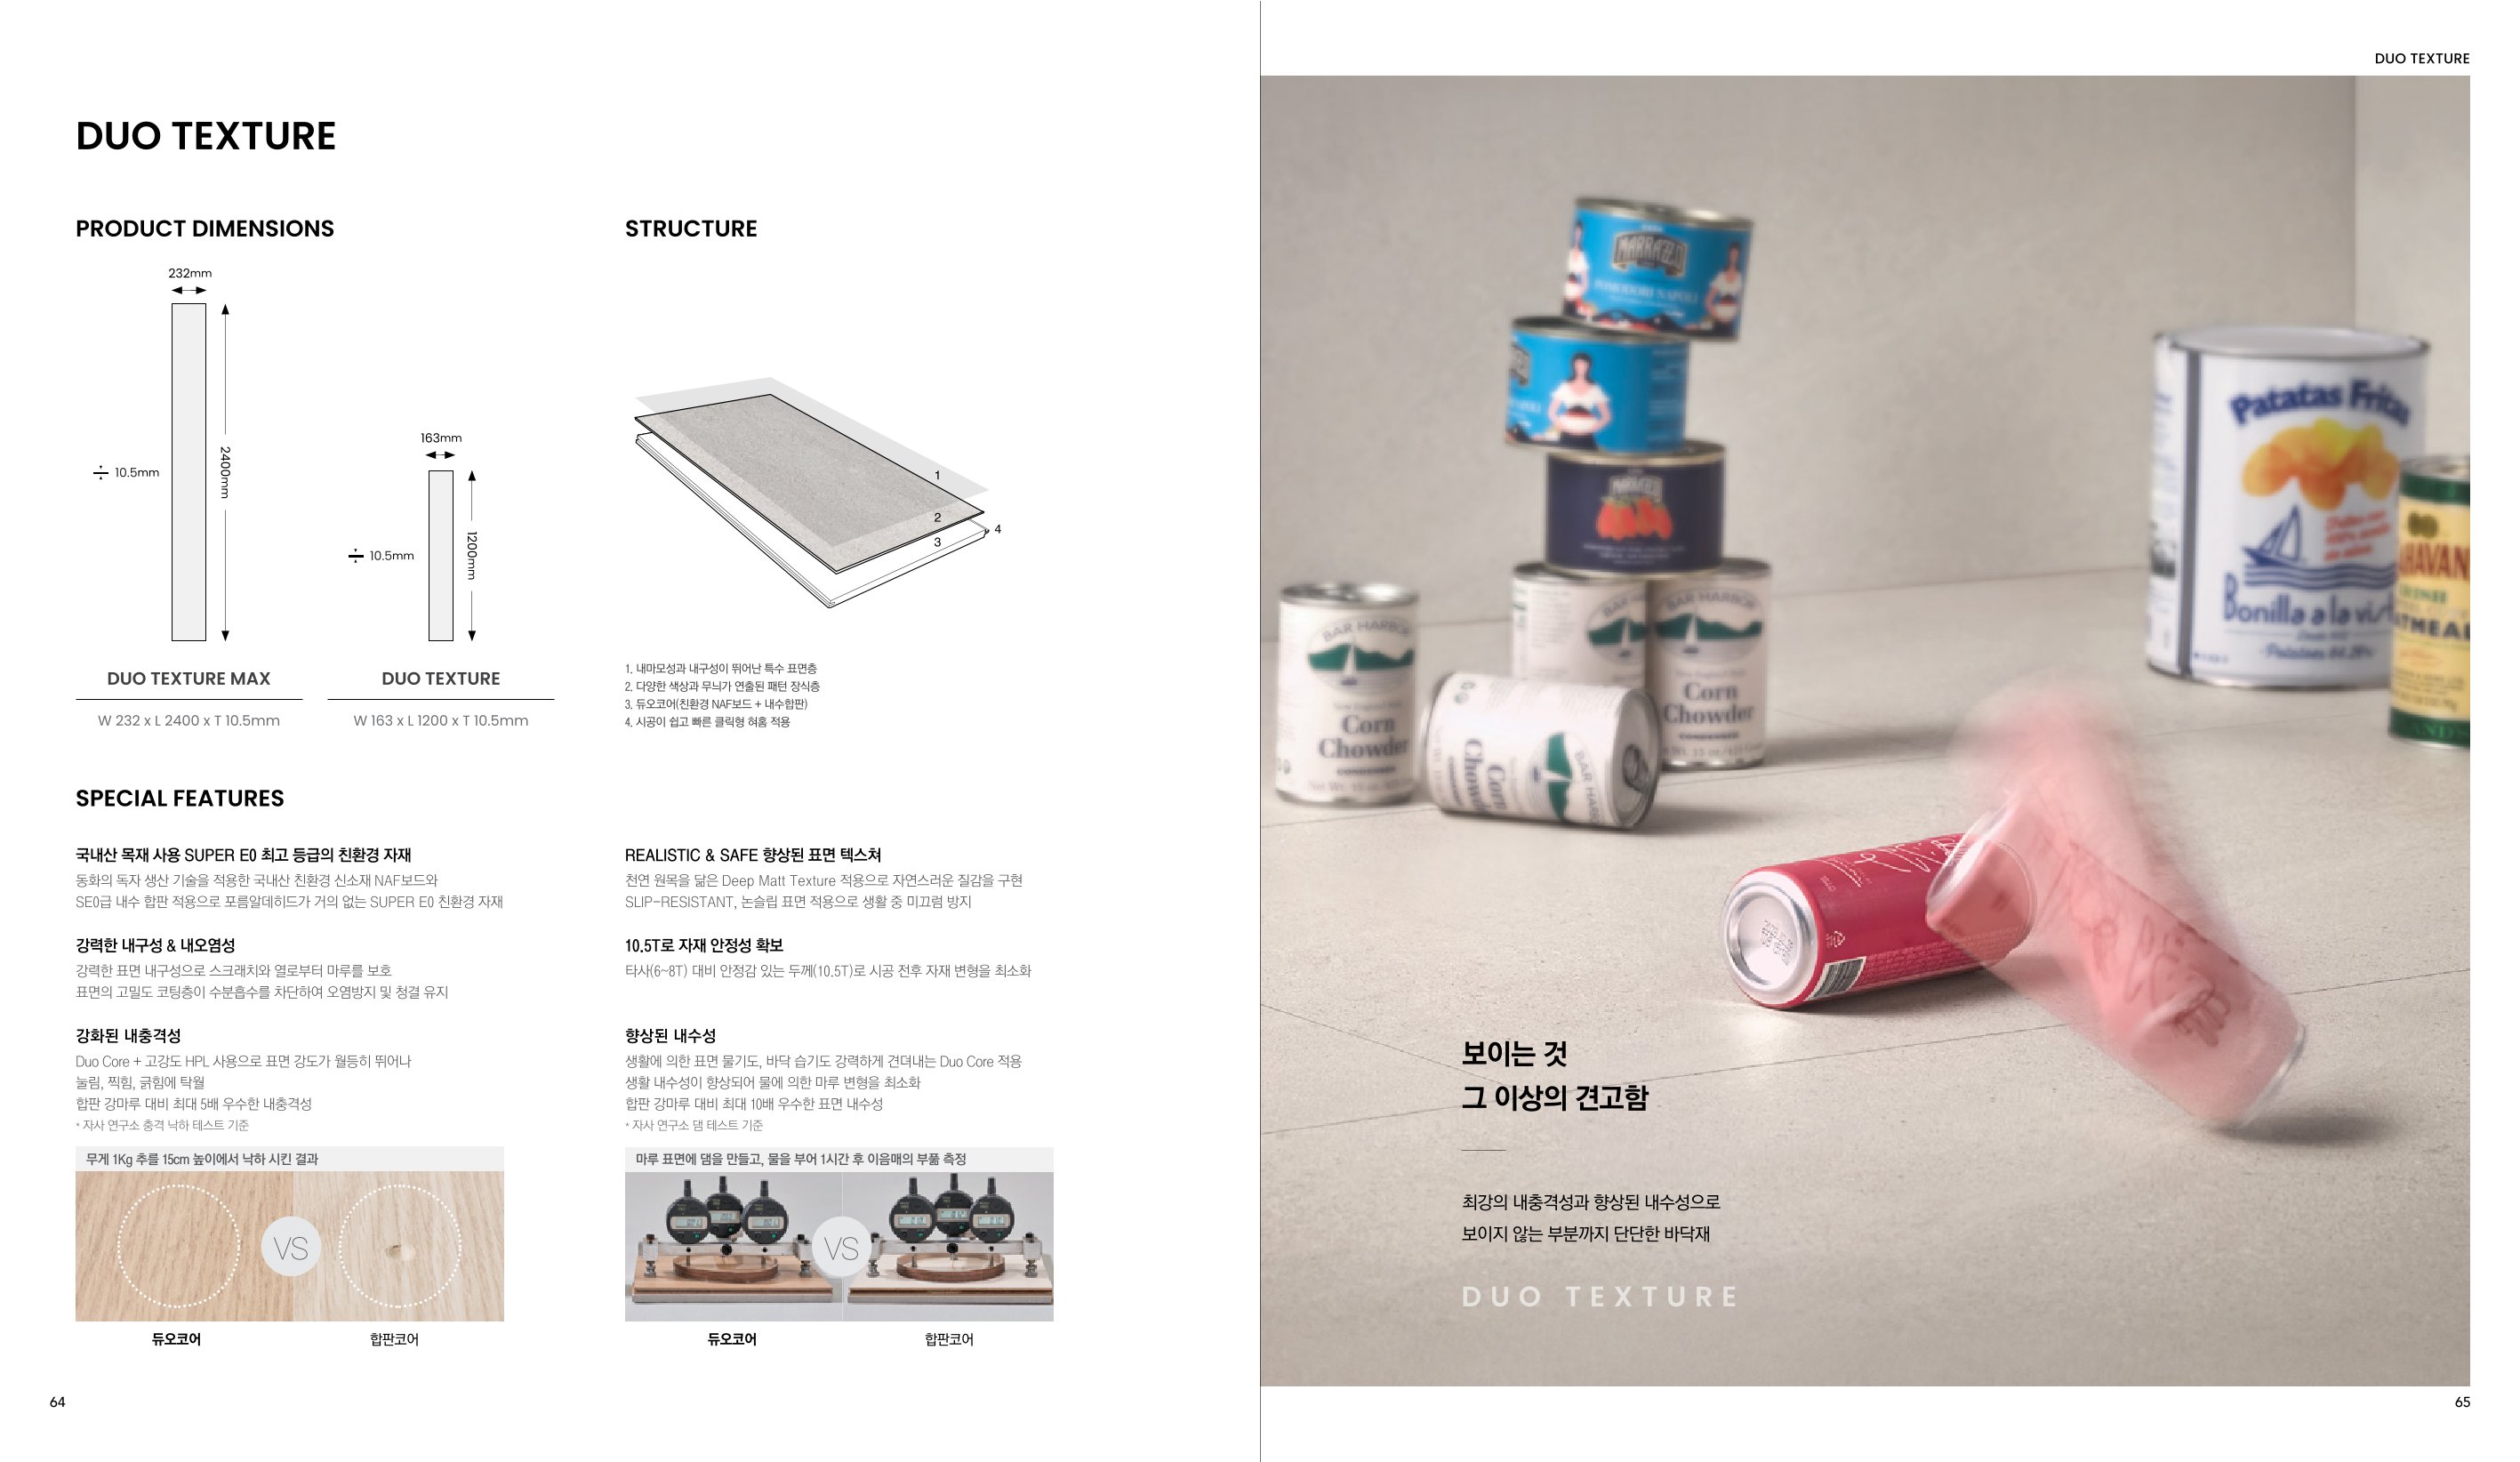 DUO TEXTURE
PRODUCT DIMENSIONS
232mm
10.5mm
2400mm
163mm
10.5mm
1200mm
DUO TEXTURE MAX
W 232 x L 2400 x T 10.5mm
DUO TEXTURE
W 163 x L 1200 x T 10.5mm
STRUCTURE
1
2
3
4
1. 내마모성과 내구성이 뛰어난 특수 표면층
2. 다양한 색상과 무늬가 연출된 패턴 장식층
3. 듀오코어(친환경 NAF보드 + 내수합판)
4. 시공이 쉽고 빠른 클릭형 혀홈 적용
SPECIAL FEATURES
국내산 목재 사용 SUPER E0 최고 등급의 친환경 자재
동화의 독자 생산 기술을 적용한 국내산 친환경 신소재 NAF보드와
SE0급 내수 합판 적용으로 포름알데히드가 거의 없는 SUPER E0 친환경 자재
강력한 내구성 & 내오염성
강력한 표면 내구성으로 스크래치와 열로부터 마루를 보호
표면의 고밀도 코팅층이 수분흡수를 차단하여 오염방지 및 청결 유지
강화된 내충격성
Duo Core + 고강도 HPL 사용으로 표면 강도가 월등히 뛰어나
눌림, 찍힘, 긁힘에 탁월
합판 강마루 대비 최대 5배 우수한 내충격성
* 자사 연구소 충격 낙하 테스트 기준
무게 1Kg 추를 15cm 높이에서 낙하 시킨 결과
VS
듀오코어
합판코어
REALISTIC & SAFE 향상된 표면 텍스쳐
천연 원목을 닮은 Deep Matt Texture 적용으로 자연스러운 질감을 구현
SLIP-RESISTANT, 논슬립 표면 적용으로 생활 중 미끄럼 방지
10.5T로 자재 안정성 확보
타사(6~8T) 대비 안정감 있는 두께(10.5T)로 시공 전후 자재 변형을 최소화
향상된 내수성
생활에 의한 표면 물기도, 바닥 습기도 강력하게 견뎌내는 Duo Core 적용
생활 내수성이 향상되어 물에 의한 마루 변형을 최소화
합판 강마루 대비 최대 10배 우수한 표면 내수성
* 자사 연구소 댐 테스트 기준
마루 표면에 댐을 만들고, 물을 부어 1시간 후 이음매의 부풂 측정
VS
듀오코어
합판코어
64
DUO TEXTURE
MARRAZZO
POMODORI NAPOLI
BAR HARBOR
Corn
Chowder
CONDENSED
BAR HARBOR
Corn
Chowder
CONDENSED
BAR HAR
Corn
Patatas Fritas
Bonilla a la vista
HAVAN
보이는 것
그 이상의 견고함
최강의 내충격성과 향상된 내수성으로
보이지 않는 부분까지 단단한 바닥재
DUO TEXTURE
65